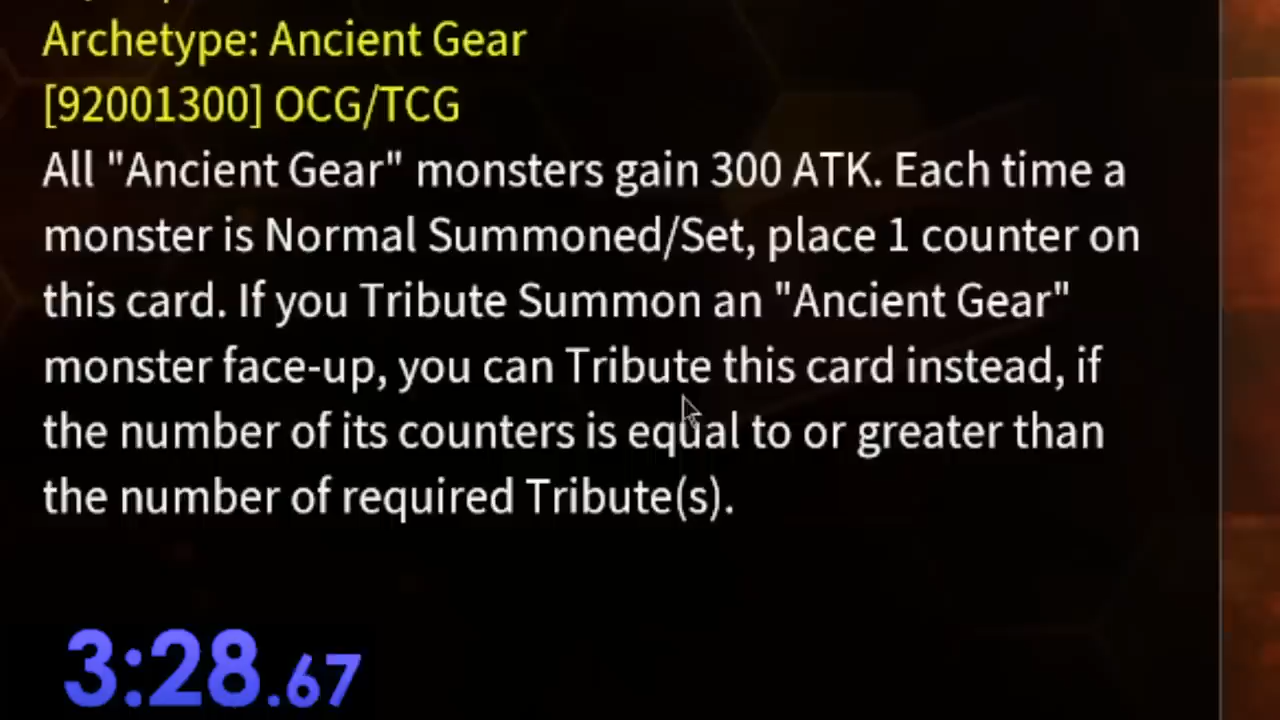 Archetype: Ancient Gear
[92001300] OCG/TCG
All "Ancient Gear" monsters gain 300 ATK. Each time a
monster is Normal Summoned/Set, place 1 counter on
this card. If you Tribute Summon an "Ancient Gear"
monster face-up, you can Tribute this card instead, if
the number of its counters is equal to or greater than
the number of required Tribute(s).
3:28.67